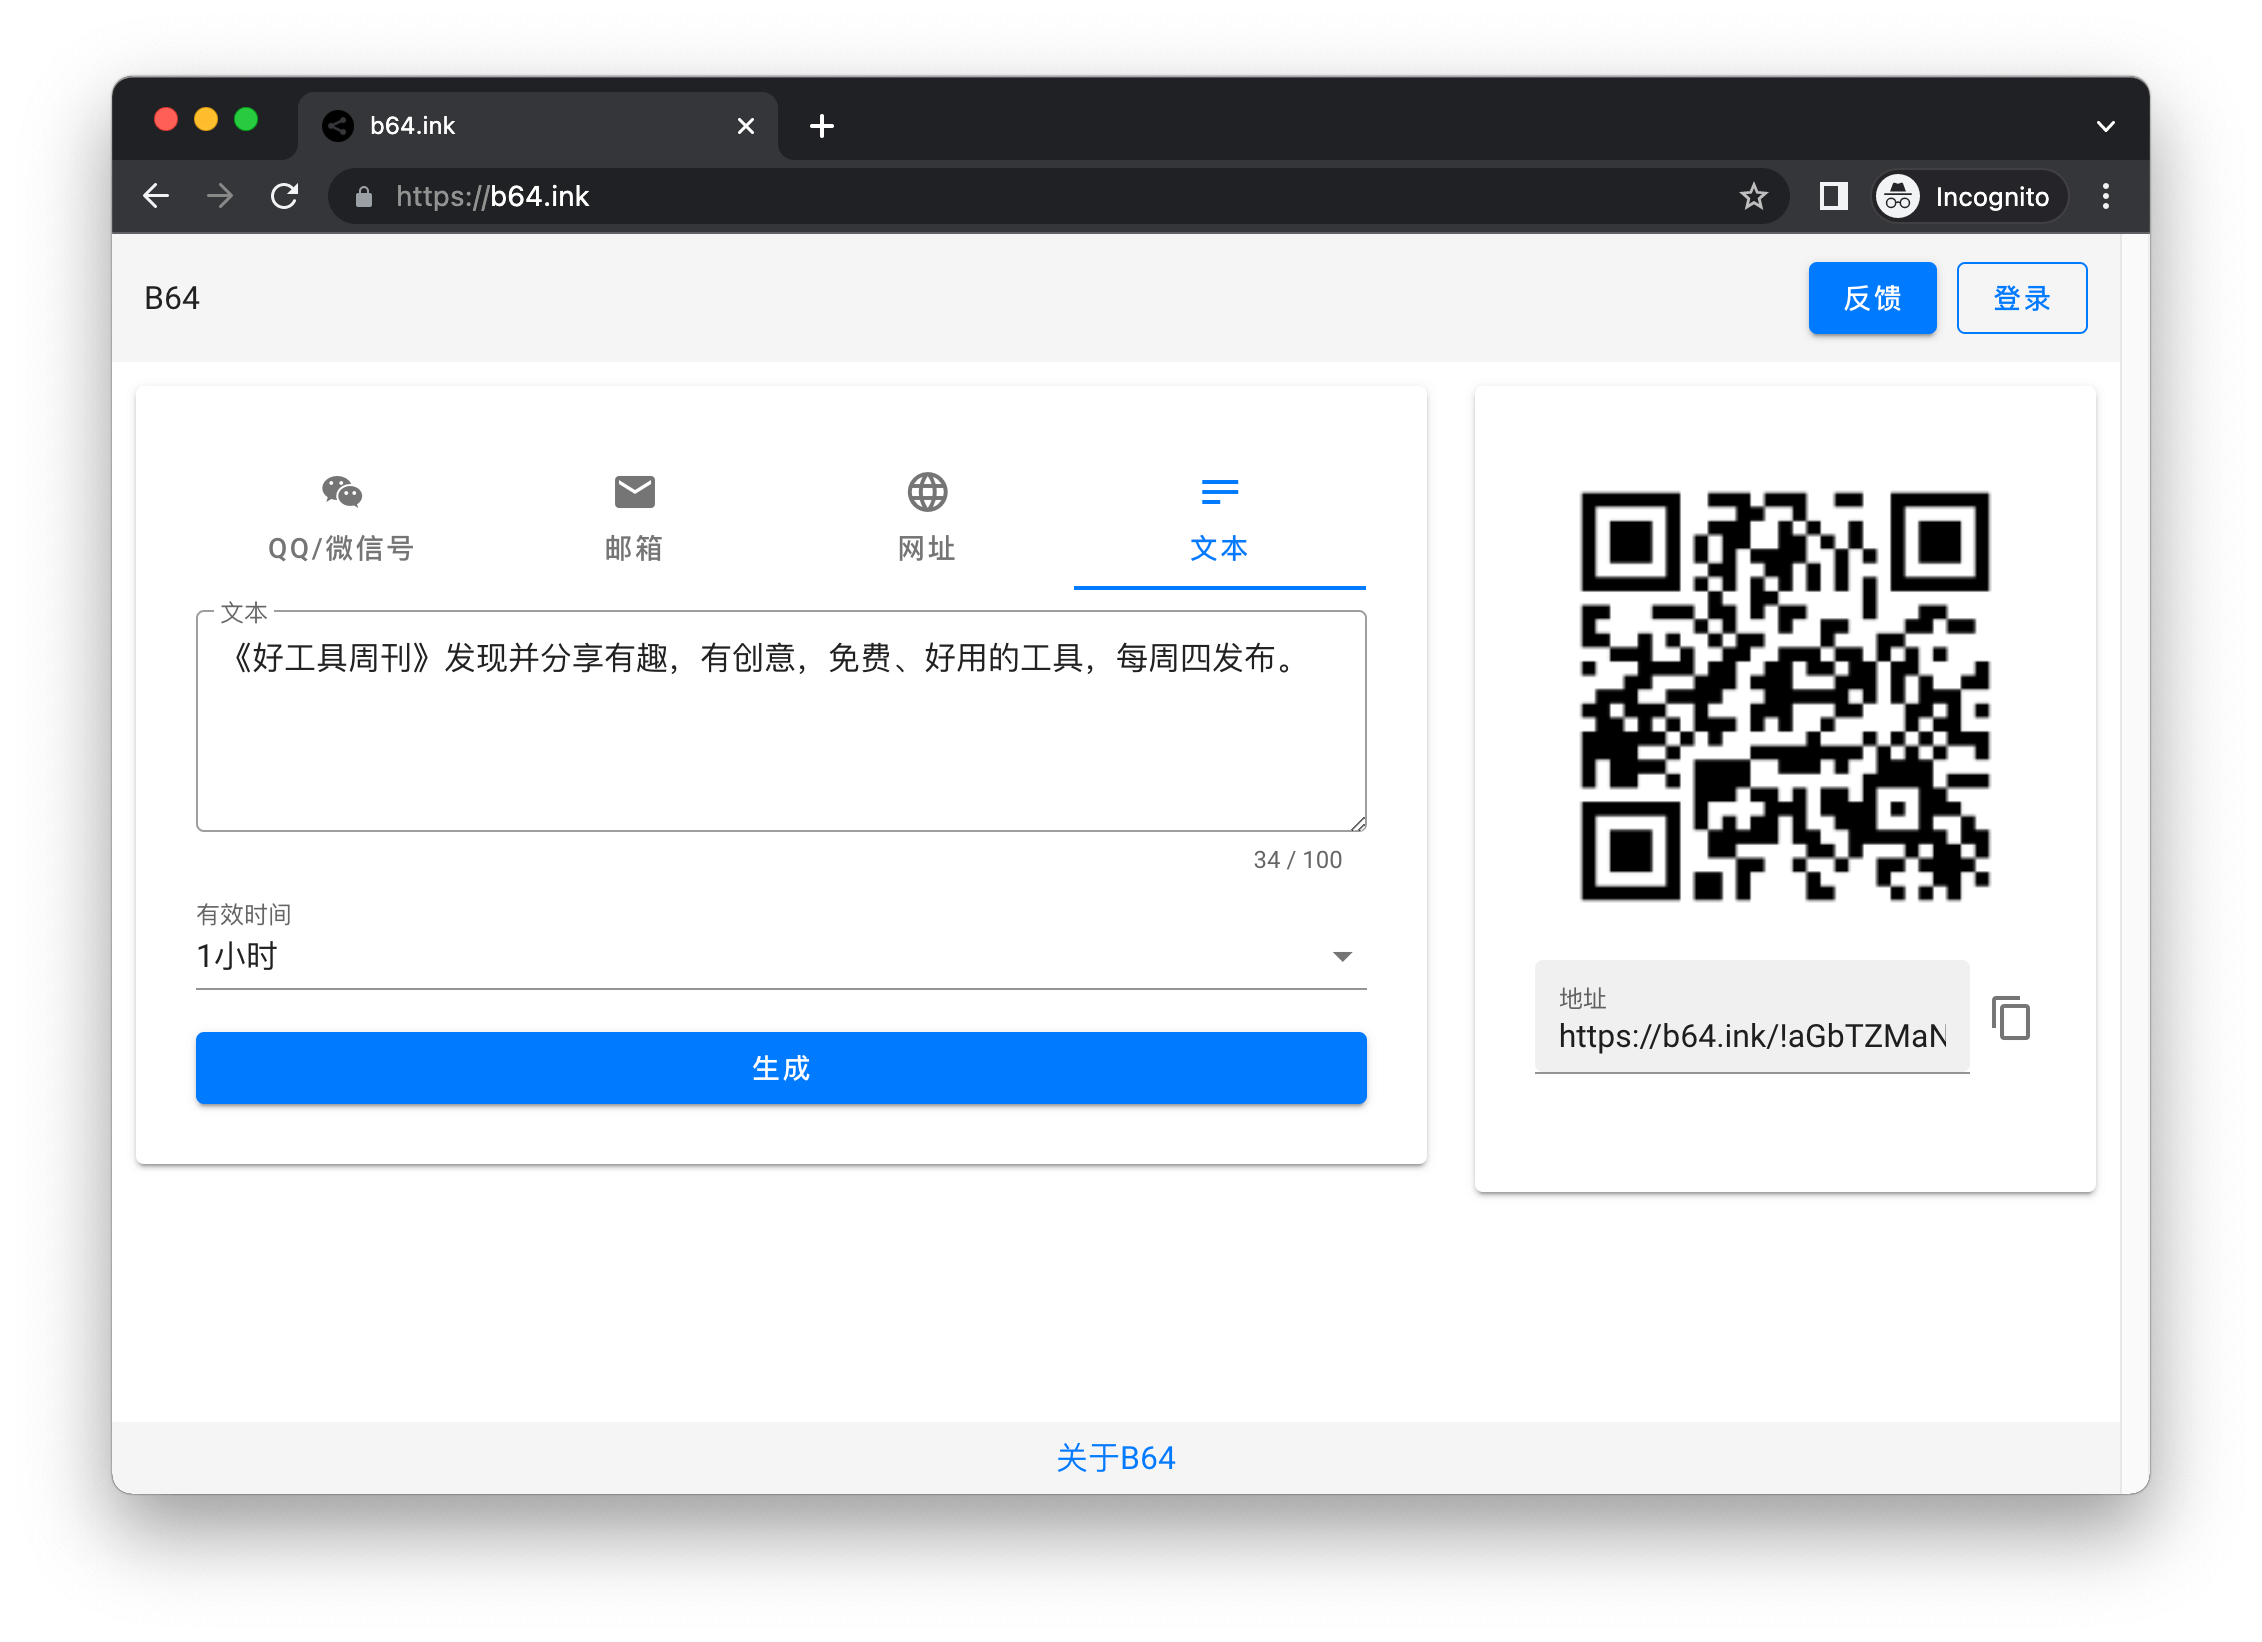 b64.ink
https://b64.ink
Incognito
B64
反馈
登录
QQ/微信号
邮箱
网址
文本
文本
《好工具周刊》发现并分享有趣，有创意，免费、好用的工具，每周四发布。
34 / 100
有效时间
1小时
生成
地址
https://b64.ink/!aGbTZMaN
关于B64